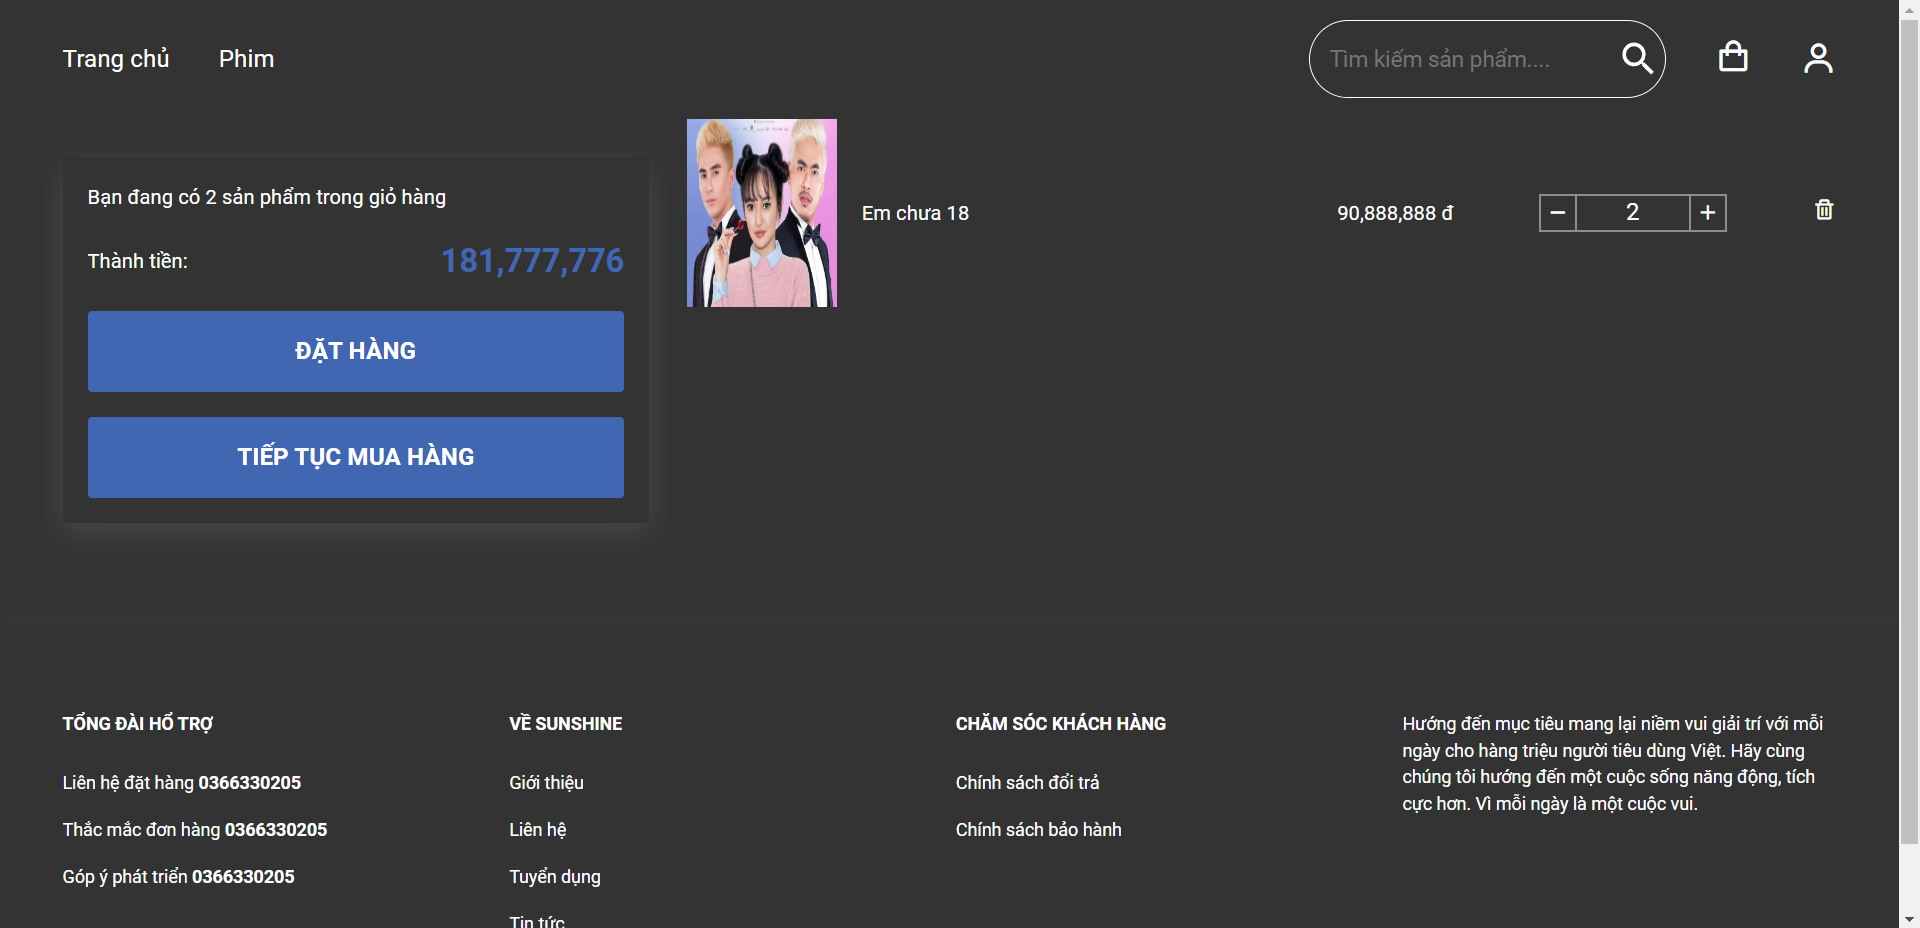 Trang chủ
Phim
Tìm kiếm sản phẩm....
Bạn đang có 2 sản phẩm trong giỏ hàng
Thành tiền:
181,777,776
ĐẶT HÀNG
TIẾP TỤC MUA HÀNG
Em chưa 18
90,888,888 đ
2
TỔNG ĐÀI HỔ TRỢ
Liên hệ đặt hàng 0366330205
Thắc mắc đơn hàng 0366330205
Góp ý phát triển 0366330205
VỀ SUNSHINE
Giới thiệu
Liên hệ
Tuyển dụng
Tin tức
CHĂM SÓC KHÁCH HÀNG
Chính sách đổi trả
Chính sách bảo hành
Hướng đến mục tiêu mang lại niềm vui giải trí với mỗi
ngày cho hàng triệu người tiêu dùng Việt. Hãy cùng
chúng tôi hướng đến một cuộc sống năng động, tích
cực hơn. Vì mỗi ngày là một cuộc vui.